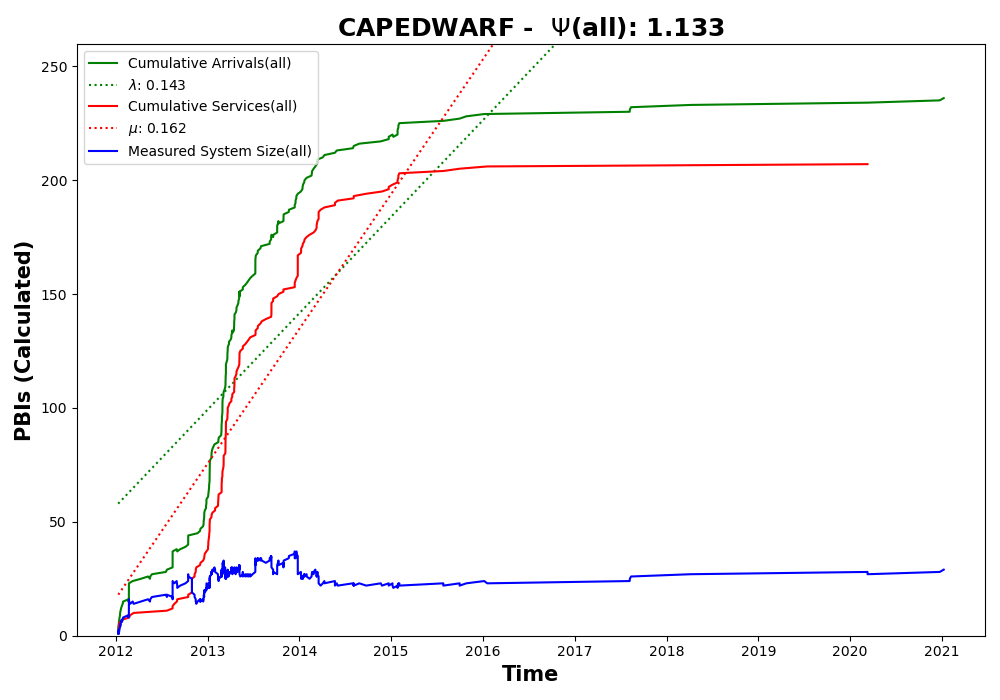 CAPEDWARF - Ψ(all): 1.133
Cumulative Arrivals(all)
λ: 0.143
Cumulative Services(all)
μ: 0.162
Measured System Size(all)
PBIs (Calculated)
250
200
150
100
50
0
2012 2013 2014 2015 2016 2017 2018 2019 2020 2021
Time